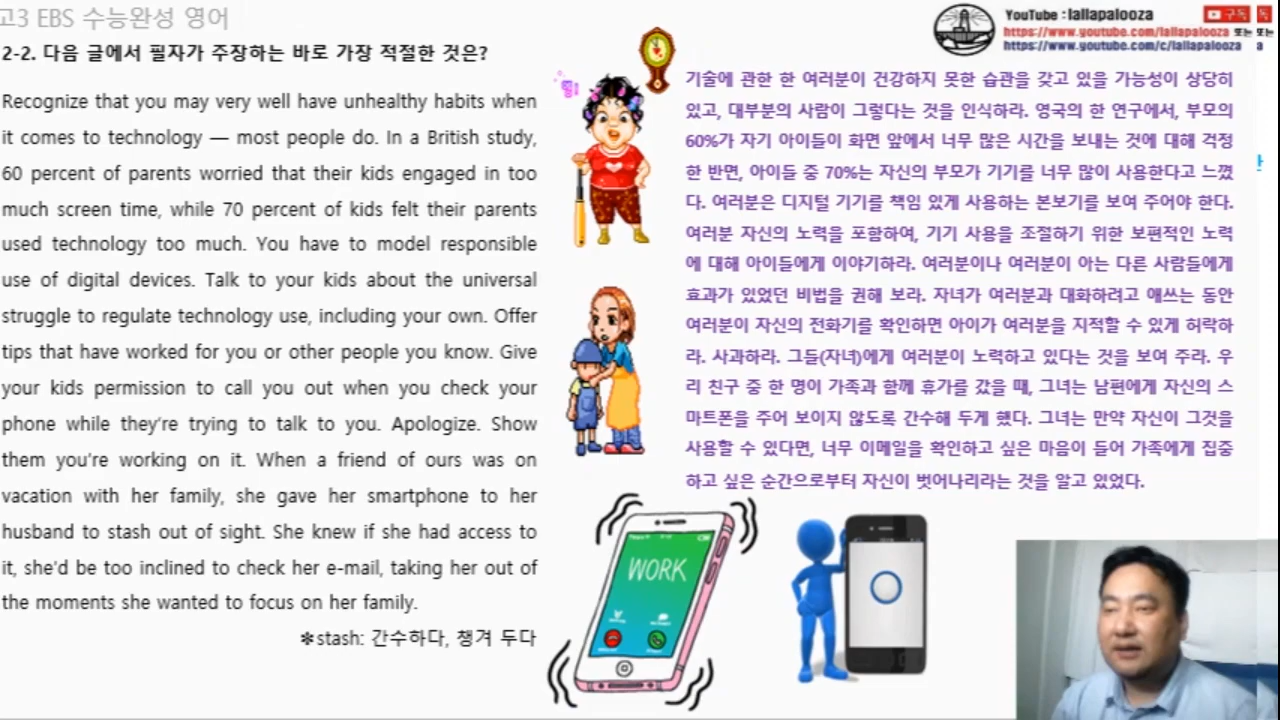 고3 EBS 수능완성 영어
2-2. 다음 글에서 필자가 주장하는 바로 가장 적절한 것은?
Recognize that you may very well have unhealthy habits when
it comes to technology — most people do. In a British study,
60 percent of parents worried that their kids engaged in too
much screen time, while 70 percent of kids felt their parents
used technology too much. You have to model responsible
use of digital devices. Talk to your kids about the universal
struggle to regulate technology use, including your own. Offer
tips that have worked for you or other people you know. Give
your kids permission to call you out when you check your
phone while they're trying to talk to you. Apologize. Show
them you're working on it. When a friend of ours was on
vacation with her family, she gave her smartphone to her
husband to stash out of sight. She knew if she had access to
it, she'd be too inclined to check her e-mail, taking her out of
the moments she wanted to focus on her family.
✻stash: 간수하다, 챙겨 두다
YouTube : lallapalooza
구독
독
https://www.youtube.com/lallapalooza 또는 또는
https://www.youtube.com/c/lallapalooza a
기술에 관한 한 여러분이 건강하지 못한 습관을 갖고 있을 가능성이 상당히
있고, 대부분의 사람이 그렇다는 것을 인식하라. 영국의 한 연구에서, 부모의
60%가 자기 아이들이 화면 앞에서 너무 많은 시간을 보내는 것에 대해 걱정
한 반면, 아이들 중 70%는 자신의 부모가 기기를 너무 많이 사용한다고 느꼈
다. 여러분은 디지털 기기를 책임 있게 사용하는 본보기를 보여 주어야 한다.
여러분 자신의 노력을 포함하여, 기기 사용을 조절하기 위한 보편적인 노력
에 대해 아이들에게 이야기하라. 여러분이나 여러분이 아는 다른 사람들에게
효과가 있었던 비법을 권해 보라. 자녀가 여러분과 대화하려고 애쓰는 동안
여러분이 자신의 전화기를 확인하면 아이가 여러분을 지적할 수 있게 허락하
라. 사과하라. 그들(자녀)에게 여러분이 노력하고 있다는 것을 보여 주라. 우
리 친구 중 한 명이 가족과 함께 휴가를 갔을 때, 그녀는 남편에게 자신의 스
마트폰을 주어 보이지 않도록 간수해 두게 했다. 그녀는 만약 자신이 그것을
사용할 수 있다면, 너무 이메일을 확인하고 싶은 마음이 들어 가족에게 집중
하고 싶은 순간으로부터 자신이 벗어나리라는 것을 알고 있었다.
WORK